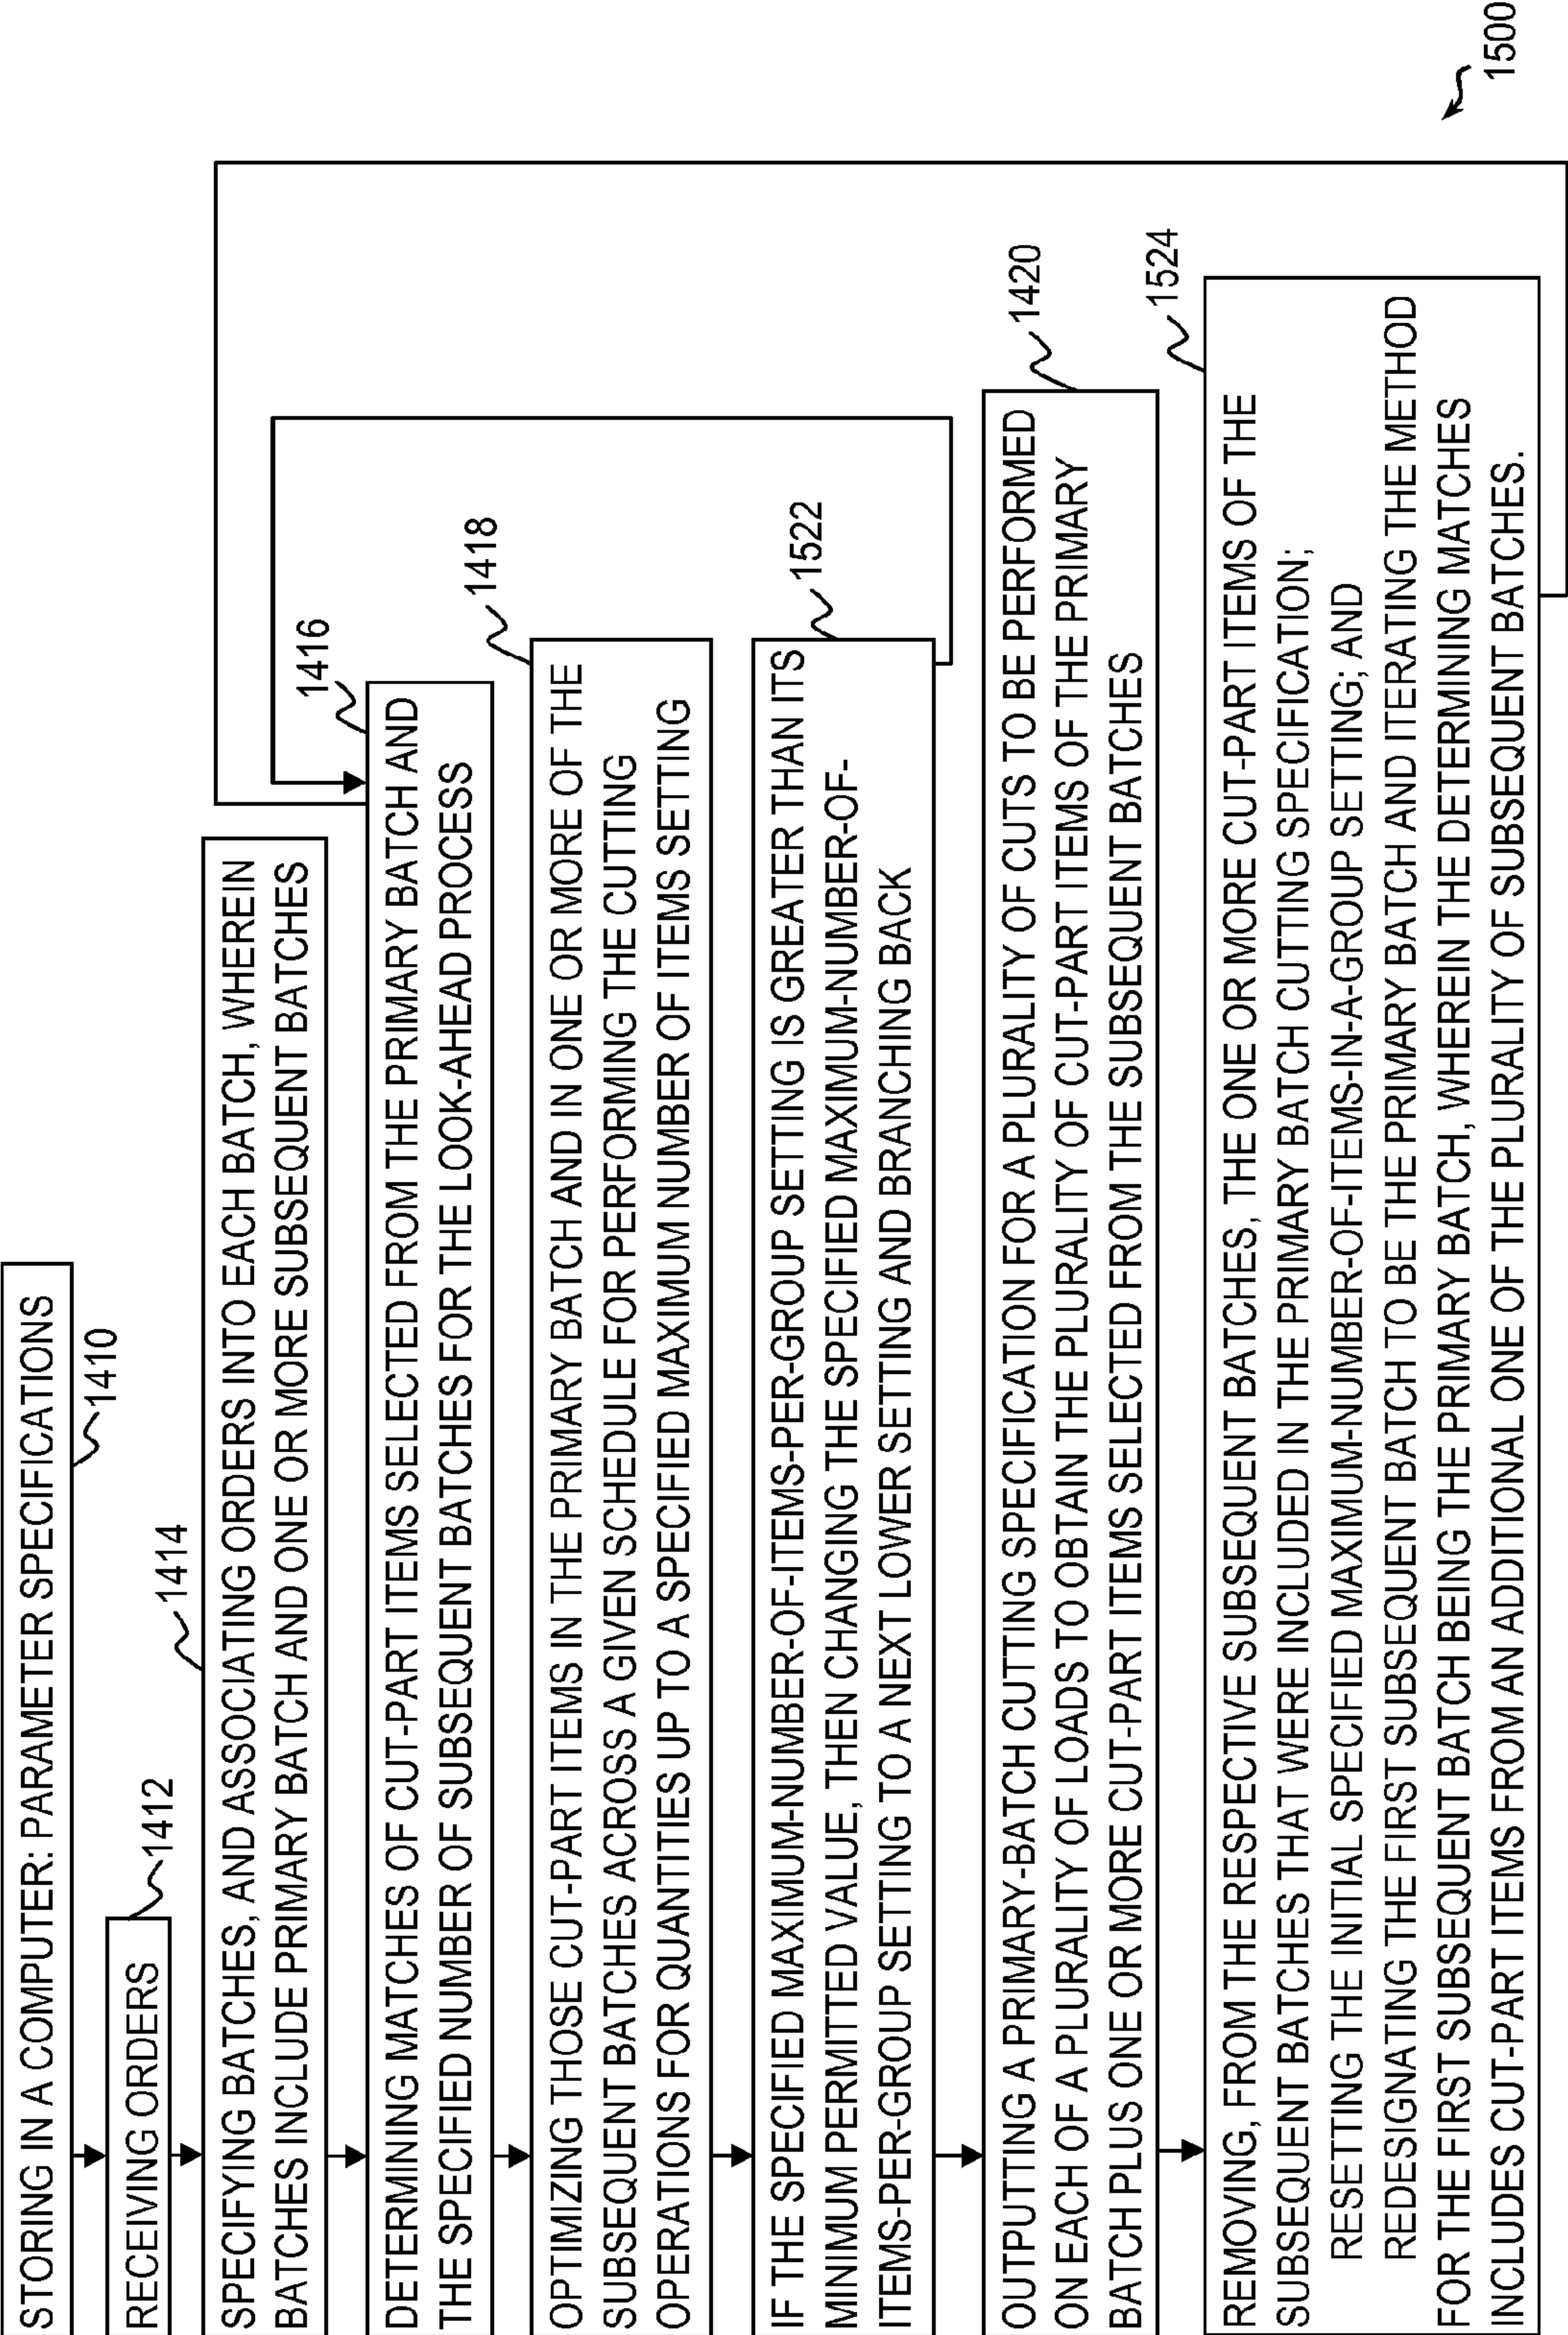 STORING IN A COMPUTER: PARAMETER SPECIFICATIONS
1410
RECEIVING ORDERS
1412
1414
SPECIFYING BATCHES, AND ASSOCIATING ORDERS INTO EACH BATCH, WHEREIN
BATCHES INCLUDE PRIMARY BATCH AND ONE OR MORE SUBSEQUENT BATCHES
1416
DETERMINING MATCHES OF CUT-PART ITEMS SELECTED FROM THE PRIMARY BATCH AND
THE SPECIFIED NUMBER OF SUBSEQUENT BATCHES FOR THE LOOK-AHEAD PROCESS
1418
OPTIMIZING THOSE CUT-PART ITEMS IN THE PRIMARY BATCH AND IN ONE OR MORE OF THE
SUBSEQUENT BATCHES ACROSS A GIVEN SCHEDULE FOR PERFORMING THE CUTTING
OPERATIONS FOR QUANTITIES UP TO A SPECIFIED MAXIMUM NUMBER OF ITEMS SETTING
1522
IF THE SPECIFIED MAXIMUM-NUMBER-OF-ITEMS-PER-GROUP SETTING IS GREATER THAN ITS
MINIMUM PERMITTED VALUE, THEN CHANGING THE SPECIFIED MAXIMUM-NUMBER-OF-
ITEMS-PER-GROUP SETTING TO A NEXT LOWER SETTING AND BRANCHING BACK
1420
OUTPUTTING A PRIMARY-BATCH CUTTING SPECIFICATION FOR A PLURALITY OF CUTS TO BE PERFORMED
ON EACH OF A PLURALITY OF LOADS TO OBTAIN THE PLURALITY OF CUT-PART ITEMS OF THE PRIMARY
BATCH PLUS ONE OR MORE CUT-PART ITEMS SELECTED FROM THE SUBSEQUENT BATCHES
1524
REMOVING, FROM THE RESPECTIVE SUBSEQUENT BATCHES, THE ONE OR MORE CUT-PART ITEMS OF THE
SUBSEQUENT BATCHES THAT WERE INCLUDED IN THE PRIMARY BATCH CUTTING SPECIFICATION;
RESETTING THE INITIAL SPECIFIED MAXIMUM-NUMBER-OF-ITEMS-IN-A-GROUP SETTING; AND
REDESIGNATING THE FIRST SUBSEQUENT BATCH TO BE THE PRIMARY BATCH AND ITERATING THE METHOD
FOR THE FIRST SUBSEQUENT BATCH BEING THE PRIMARY BATCH, WHEREIN THE DETERMINING MATCHES
INCLUDES CUT-PART ITEMS FROM AN ADDITIONAL ONE OF THE PLURALITY OF SUBSEQUENT BATCHES.
1500